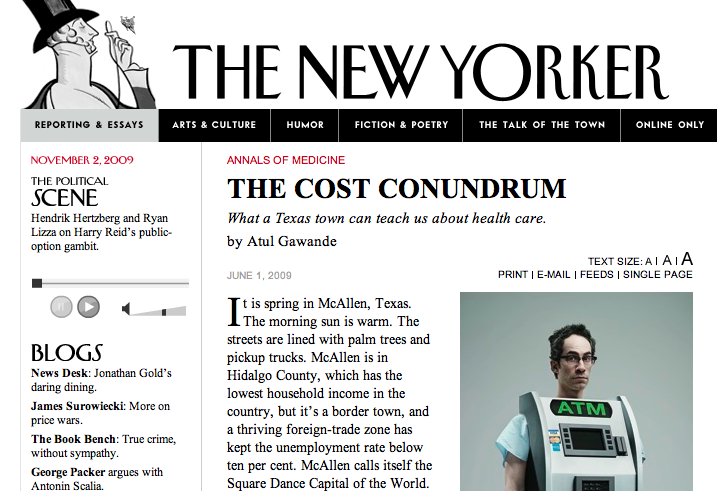 THE NEW YORKER
REPORTING & ESSAYS
ARTS & CULTURE
HUMOR
FICTION & POETRY
THE TALK OF THE TOWN
ONLINE ONLY
NOVEMBER 2, 2009
THE POLITICAL
SCENE
Hendrik Hertzberg and Ryan
Lizza on Harry Reid's public-
option gambit.
BLOGS
News Desk: Jonathan Gold's
daring dining.
James Surowiecki: More on
price wars.
The Book Bench: True crime,
without sympathy.
George Packer argues with
Antonin Scalia.
ANNALS OF MEDICINE
THE COST CONUNDRUM
What a Texas town can teach us about health care.
by Atul Gawande
TEXT SIZE: A | A | A
PRINT | E-MAIL | FEEDS | SINGLE PAGE
JUNE 1, 2009
It is spring in McAllen, Texas.
The morning sun is warm. The
streets are lined with palm trees and
pickup trucks. McAllen is in
Hidalgo County, which has the
lowest household income in the
country, but it's a border town, and
a thriving foreign-trade zone has
kept the unemployment rate below
ten per cent. McAllen calls itself the
Square Dance Capital of the World.
ATM